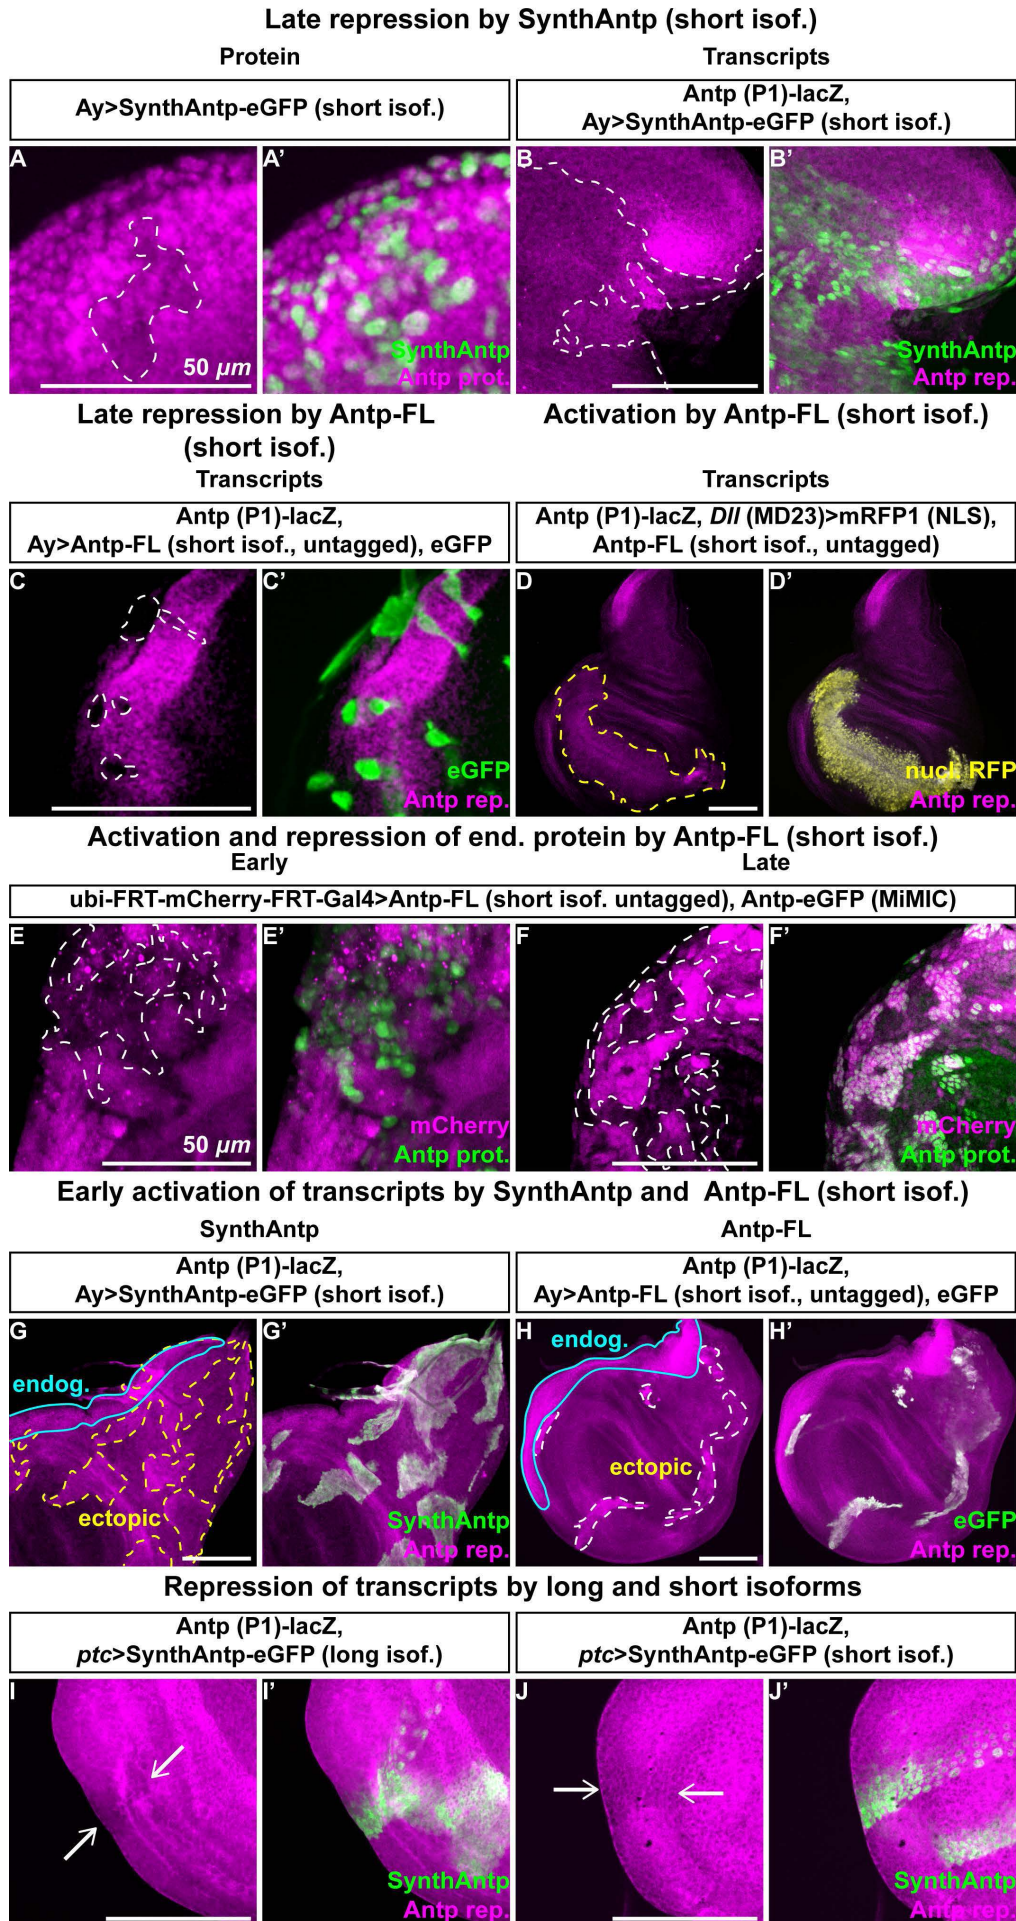 Late repression by SynthAntp (short isof.)
Protein
Transcripts
Ay>SynthAntp-eGFP (short isof.)
Antp (P1)-lacZ,
Ay>SynthAntp-eGFP (short isof.)
A
A’
B
B’
50 µm
SynthAntp
Antp prot.
SynthAntp
Antp rep.
Late repression by Antp-FL
(short isof.)
Activation by Antp-FL (short isof.)
Transcripts
Transcripts
Antp (P1)-lacZ,
Ay>Antp-FL (short isof., untagged), eGFP
Antp (P1)-lacZ, Dll (MD23)>mRFP1 (NLS),
Antp-FL (short isof., untagged)
C
C’
D
D’
eGFP
Antp rep.
nucl. RFP
Antp rep.
Activation and repression of end. protein by Antp-FL (short isof.)
Early
Late
ubi-FRT-mCherry-FRT-Gal4>Antp-FL (short isof. untagged), Antp-eGFP (MiMIC)
E
E’
F
F’
50 µm
mCherry
Antp prot.
mCherry
Antp prot.
Early activation of transcripts by SynthAntp and Antp-FL (short isof.)
SynthAntp
Antp-FL
Antp (P1)-lacZ,
Ay>SynthAntp-eGFP (short isof.)
Antp (P1)-lacZ,
Ay>Antp-FL (short isof., untagged), eGFP
G
G’
H
H’
endog.
ectopic
SynthAntp
Antp rep.
endog.
ectopic
eGFP
Antp rep.
Repression of transcripts by long and short isoforms
Antp (P1)-lacZ,
ptc>SynthAntp-eGFP (long isof.)
Antp (P1)-lacZ,
ptc>SynthAntp-eGFP (short isof.)
I
I’
J
J’
SynthAntp
Antp rep.
SynthAntp
Antp rep.